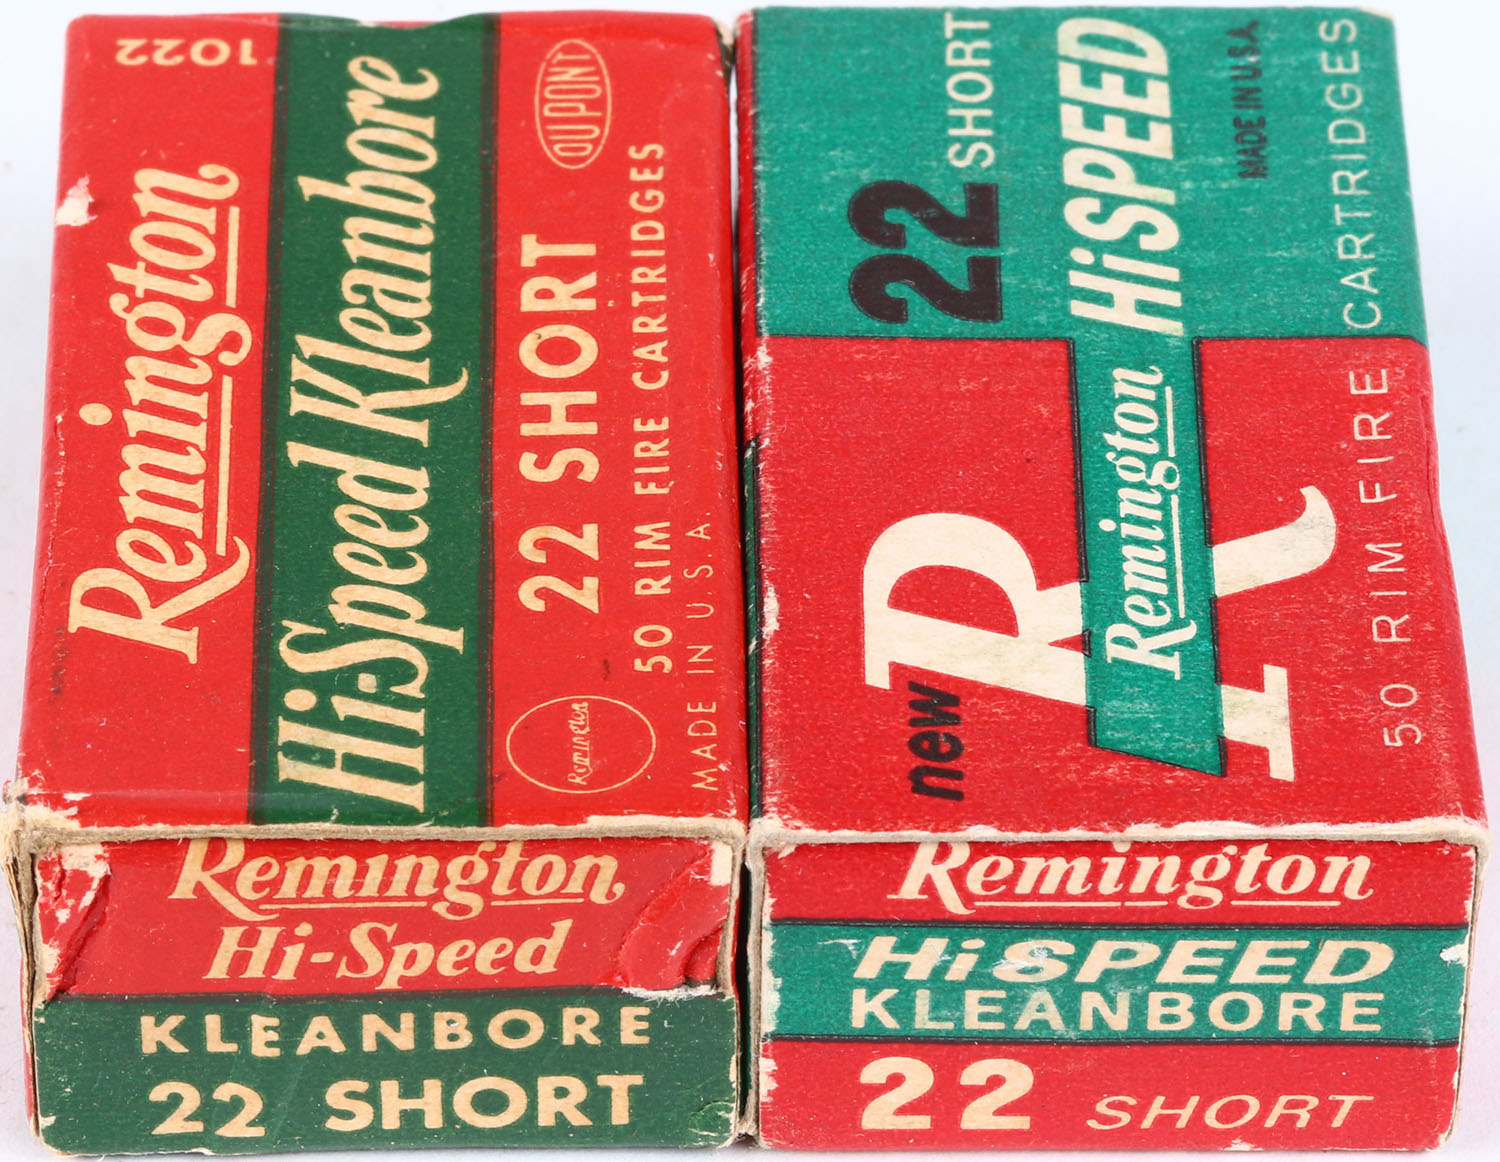 1022
Remington
Hi-Speed Kleanbore
DUPONT
22 SHORT
50 RIM FIRE CARTRIDGES
MADE IN U.S.A.
Remington
Remington
Hi-Speed
KLEANBORE
22 SHORT
22 SHORT
new R
Remington HiSPEED
MADE IN U.S.A.
50 RIM FIRE CARTRIDGES
Remington
HiSPEED
KLEANBORE
22 SHORT